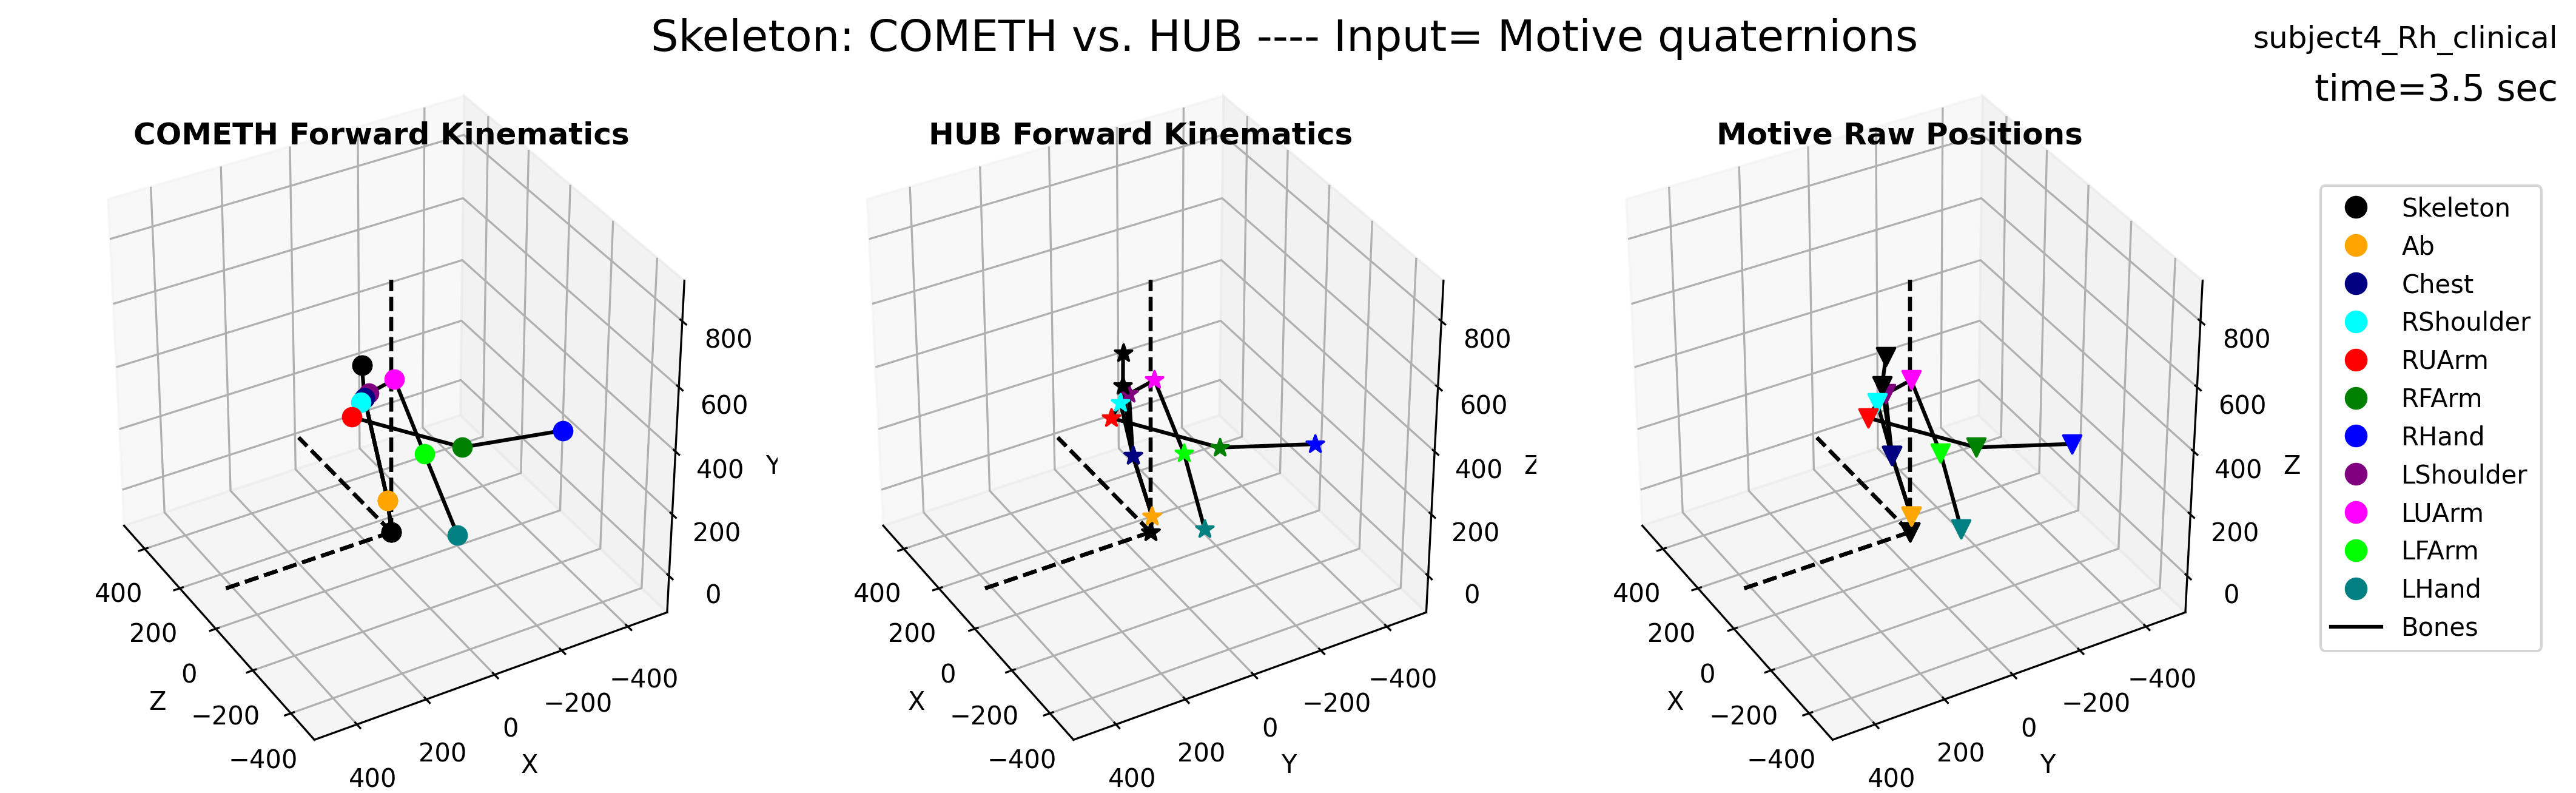 Skeleton: COMETH vs. HUB ---- Input= Motive quaternions
subject4_Rh_clinical
time=3.5 sec
COMETH Forward Kinematics
800
600
400
200
0
Y
400
200
0
−200
−400
Z
400
200
0
−200
−400
X
HUB Forward Kinematics
800
600
400
200
0
Z
400
200
0
−200
−400
X
400
200
0
−200
−400
Y
Motive Raw Positions
800
600
400
200
0
Z
400
200
0
−200
−400
X
400
200
0
−200
−400
Y
Skeleton
Ab
Chest
RShoulder
RUArm
RFArm
RHand
LShoulder
LUArm
LFArm
LHand
Bones